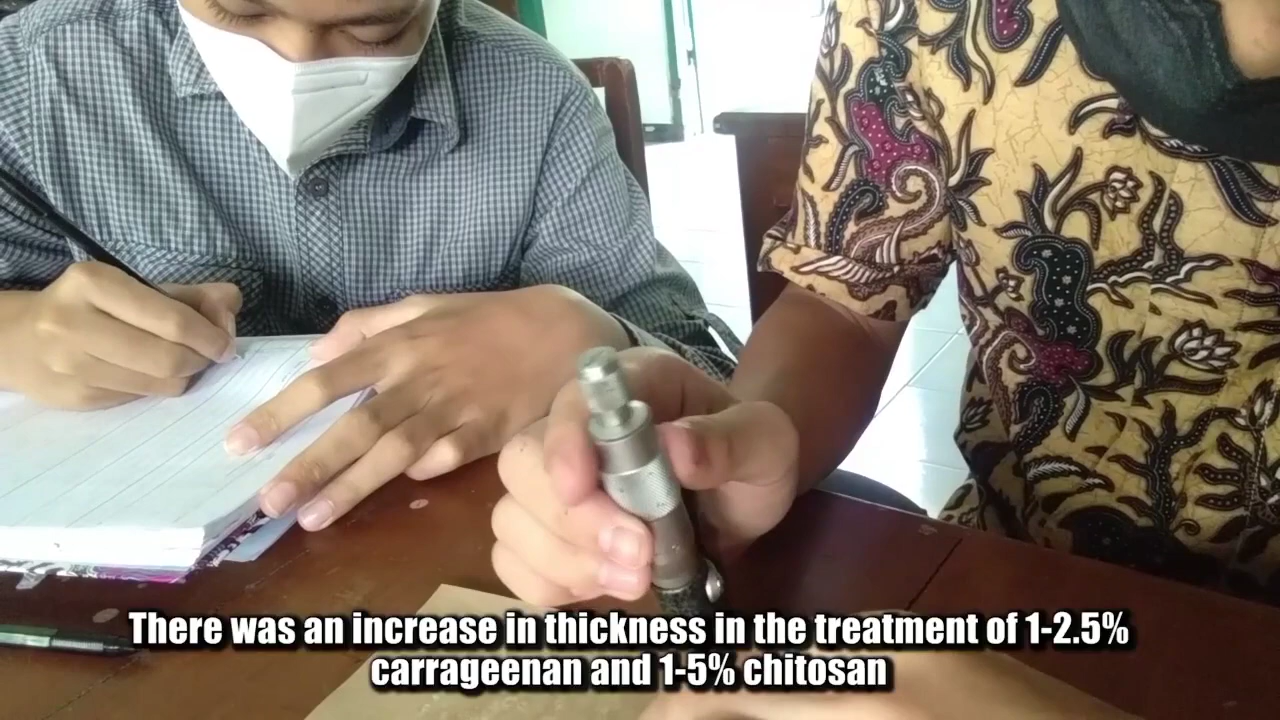 There was an increase in thickness in the treatment of 1-2.5%
carrageenan and 1-5% chitosan